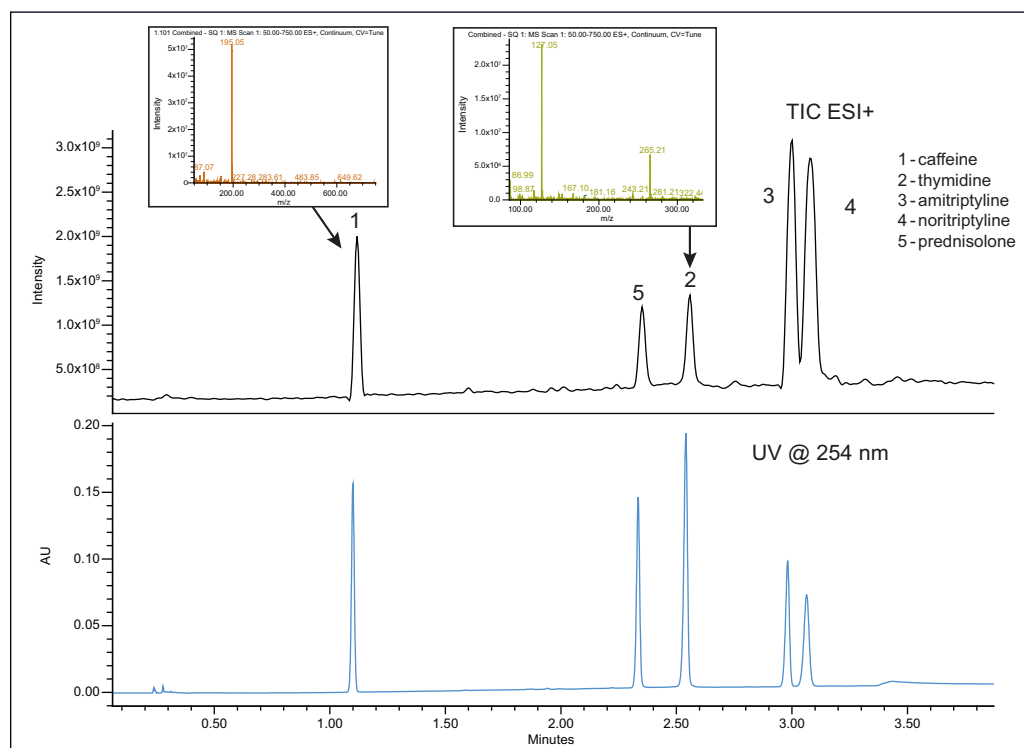 1.101 Combined - SQ 1: MS Scan 1: 50.00-750.00 ES+, Continuum, CV=Tune
195.05
5x10⁷
4x10⁷
3x10⁷
2x10⁷
1x10⁷
0.0
Intensity
87.07
227.28
283.61
483.85
649.62
200.00
400.00
600.00
m/z
Combined - SQ 1: MS Scan 1: 50.00-750.00 ES+, Continuum, CV=Tune
127.05
2.0x10⁷
1.5x10⁷
1.0x10⁷
5.0x10⁶
0.0
Intensity
265.21
86.99
98.87
167.10
181.16
243.21
281.21
322.44
100.00
200.00
300.00
m/z
TIC ESI+
1 - caffeine
2 - thymidine
3 - amitriptyline
4 - noritriptyline
5 - prednisolone
1
5
2
3
4
3.0x10⁹
2.5x10⁹
2.0x10⁹
1.5x10⁹
1.0x10⁹
5.0x10⁸
Intensity
UV @ 254 nm
0.20
0.15
0.10
0.05
0.00
AU
0.50
1.00
1.50
2.00
2.50
3.00
3.50
Minutes